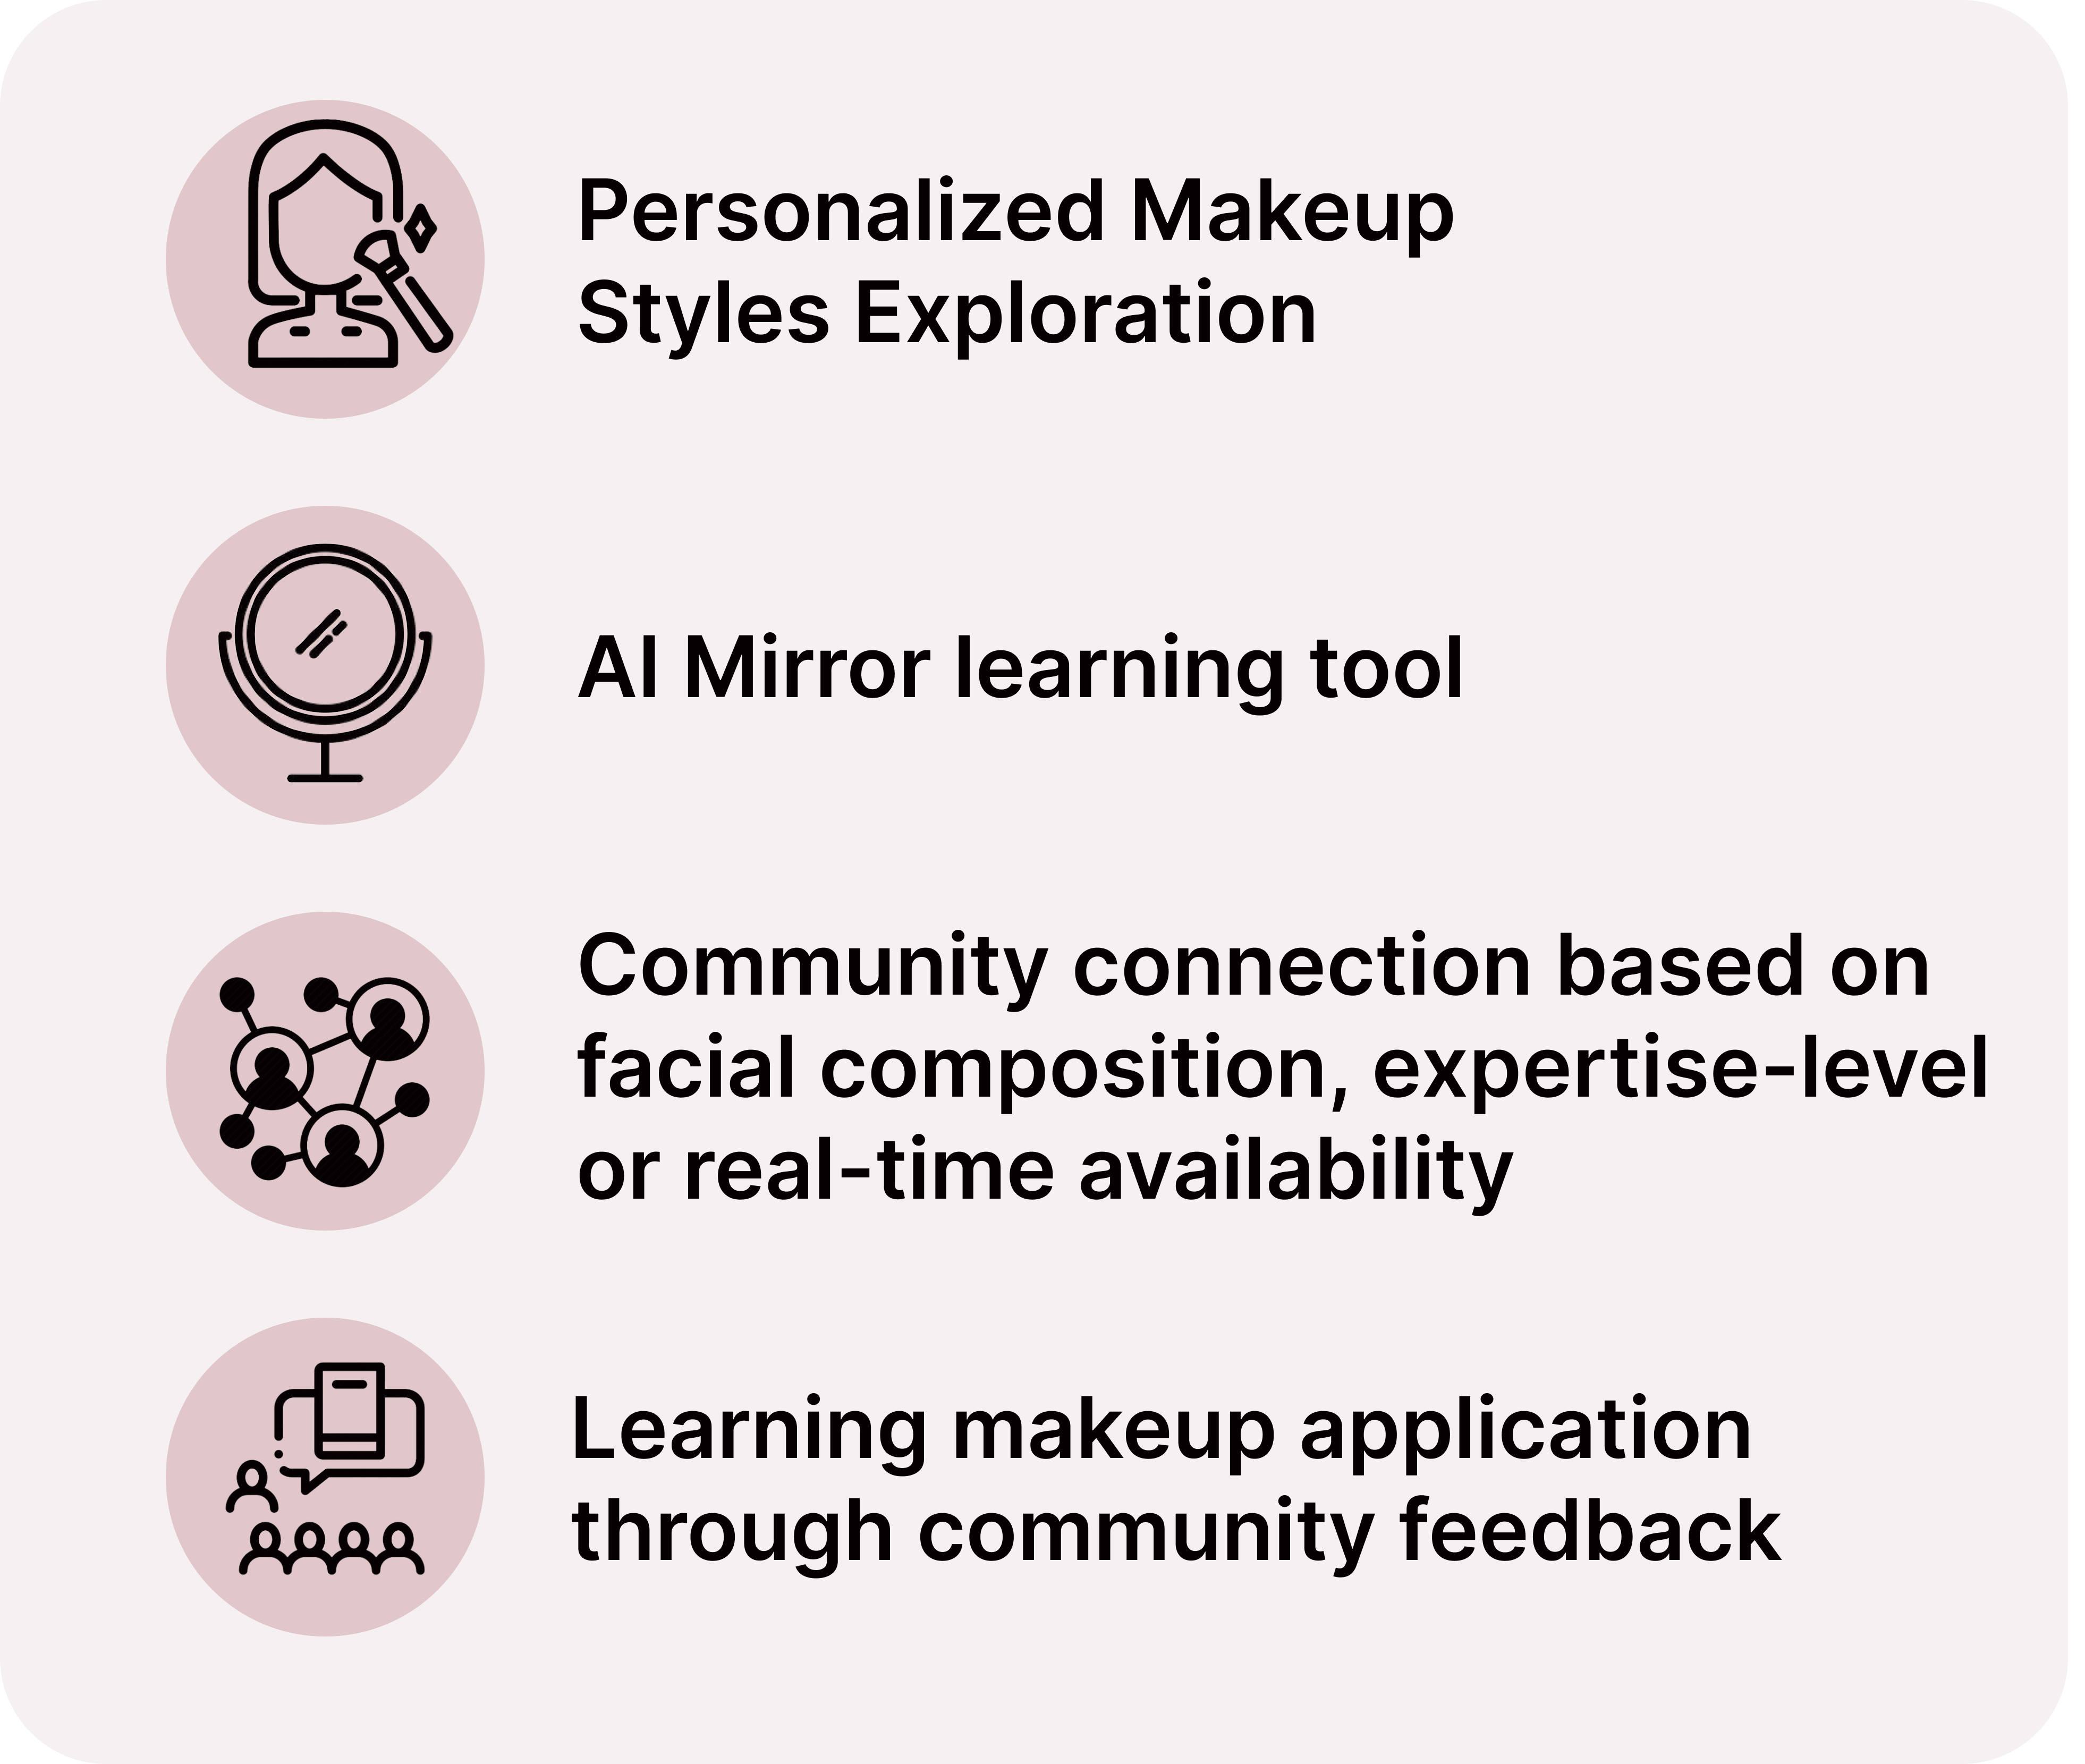 Personalized Makeup
Styles Exploration
AI Mirror learning tool
Community connection based on
facial composition, expertise-level
or real-time availability
Learning makeup application
through community feedback